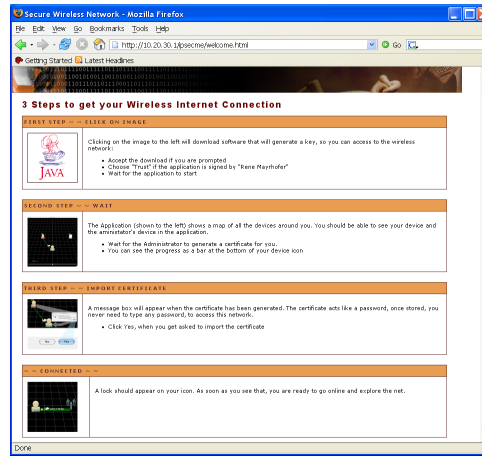 Secure Wireless Network - Mozilla Firefox
File Edit View Go Bookmarks Tools Help
http://10.20.30.1/ipsecme/welcome.html Go
Getting Started Latest Headlines
3 Steps to get your Wireless Internet Connection
FIRST STEP ~ ~ CLICK ON IMAGE
JAVA
Clicking on the image to the left will download software that will generate a key, so you can access to the wireless
network:
• Accept the download if you are prompted
• Choose "Trust" if the application is signed by "Rene Mayrhofer"
• Wait for the application to start
SECOND STEP ~ ~ WAIT
The Application (shown to the left) shows a map of all the devices around you. You should be able to see your device and
the aministator's device in the application.
• Wait for the Administrator to generate a certificate for you.
• You can see the progress as a bar at the bottom of your device icon
THIRD STEP ~ ~ IMPORT CERTIFICATE
A message box will appear when the certificate has been generated. The certificate acts like a password, once stored, you
never need to type any password, to access this network.
• Click Yes, when you get asked to import the certificate
~ ~ CONNECTED ~ ~
A lock should appear on your icon. As soon as you see that, you are ready to go online and explore the net.
Done